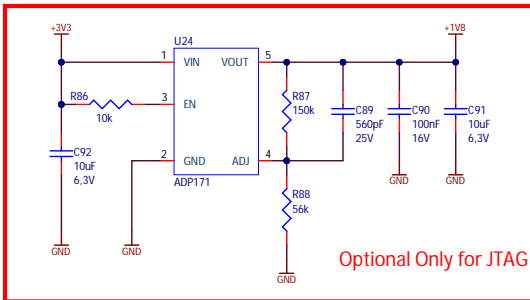 +3V3
+1V8
U24
1 VIN VOUT 5
R86
10k
3 EN
R87
150k
C89
560pF
25V
C90
100nF
16V
C91
10uF
6,3V
C92
10uF
6,3V
2 GND ADJ 4
ADP171
R88
56k
GND
GND
GND
GND
GND
Optional Only for JTAG